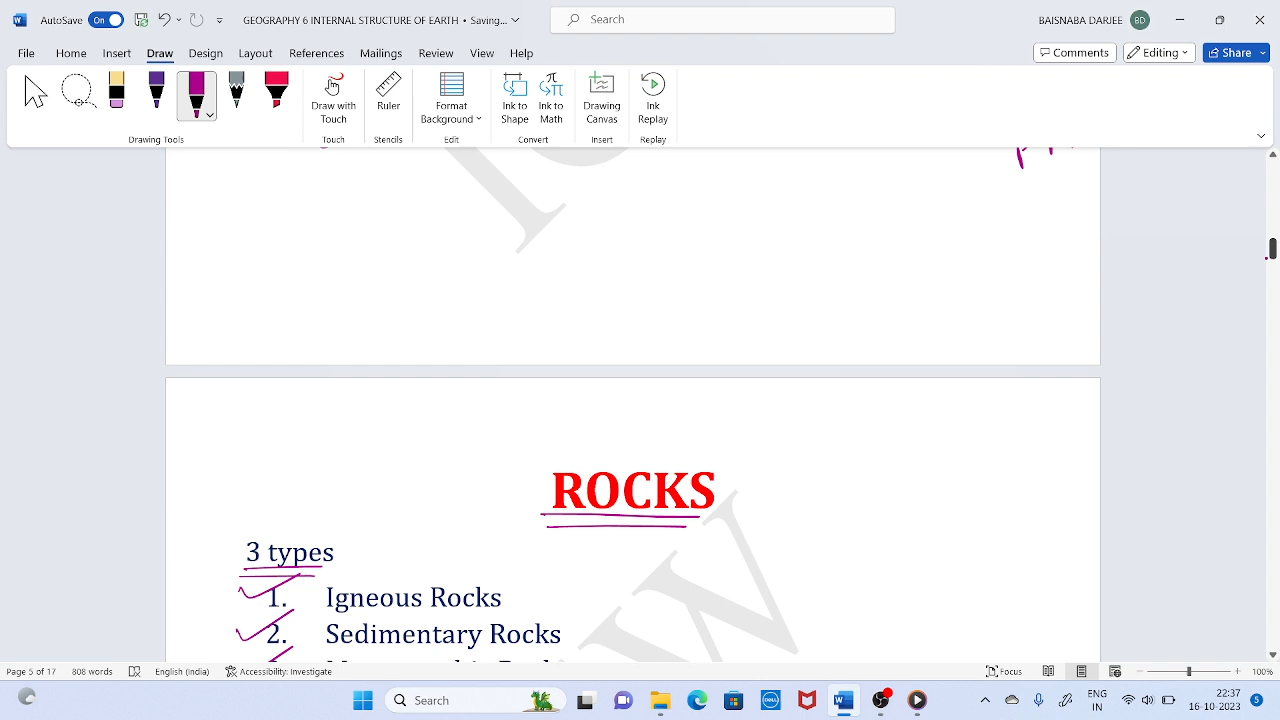 AutoSave On GEOGRAPHY 6 INTERNAL STRUCTURE OF EARTH • Saving... Search BAISNABA DARJEE BD
File Home Insert Draw Design Layout References Mailings Review View Help Comments Editing Share
Draw with Touch
Ruler
Format Background
Ink to Shape
Ink to Math
Drawing Canvas
Ink Replay
Drawing Tools Touch Stencils Edit Convert Insert Replay
ROCKS
3 types
1. Igneous Rocks
2. Sedimentary Rocks
Page 5 of 17 808 words English (India) Accessibility: Investigate Focus 100%
Search ENG IN 22:37 16-10-2023 5